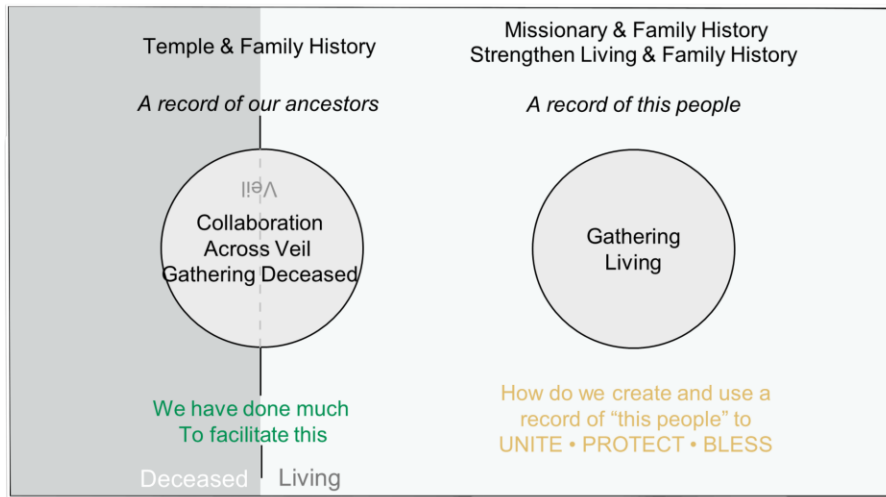 Temple & Family History
A record of our ancestors
Veil
Collaboration
Across Veil
Gathering Deceased
We have done much
To facilitate this
Deceased
Living
Missionary & Family History
Strengthen Living & Family History
A record of this people
Gathering
Living
How do we create and use a
record of “this people” to
UNITE • PROTECT • BLESS